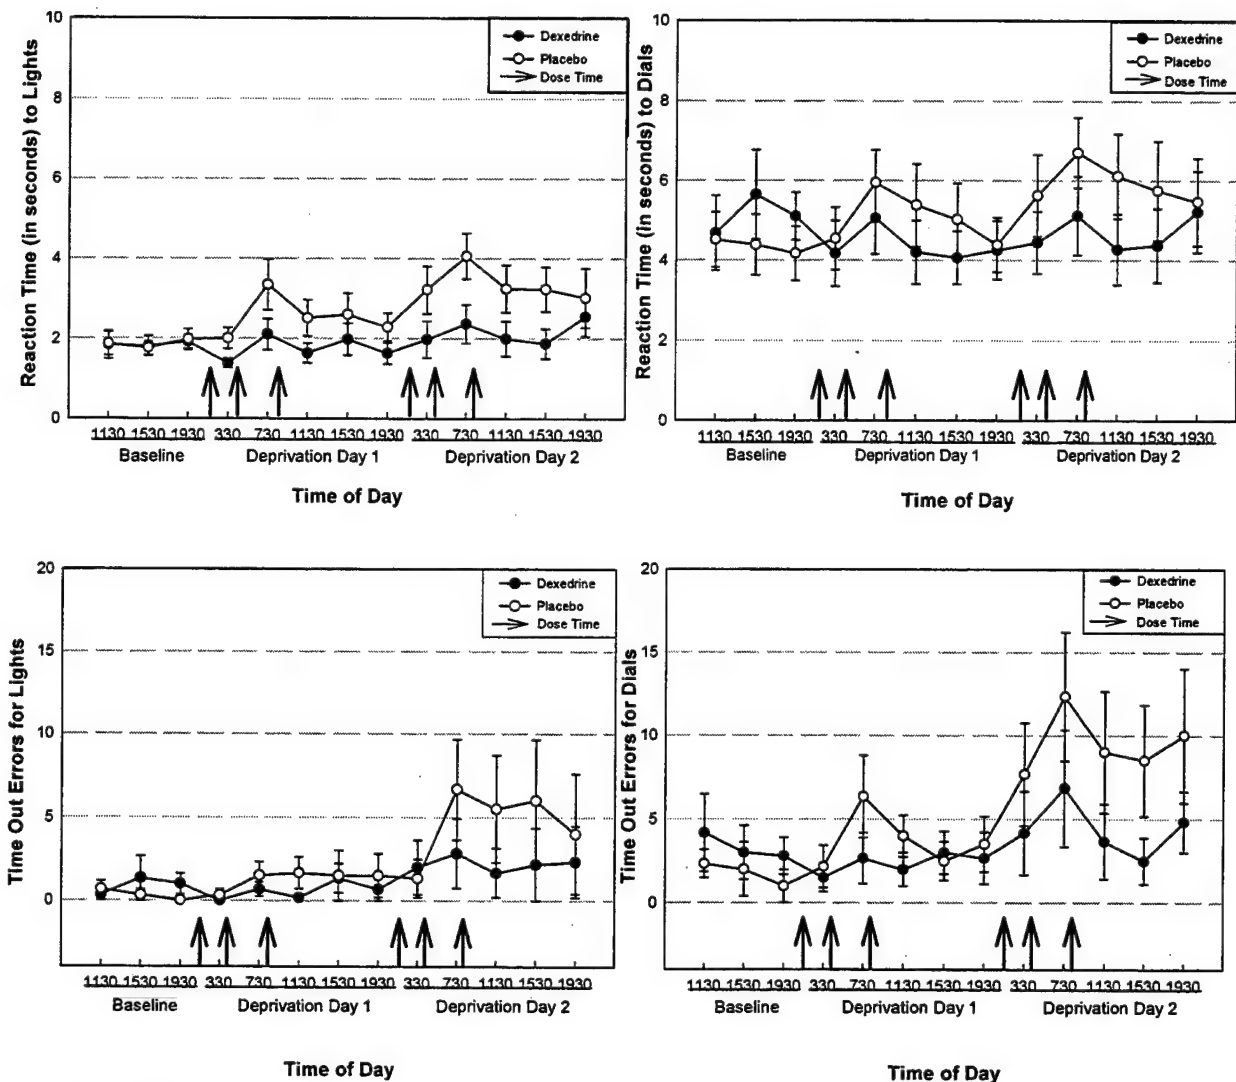 Reaction Time (in seconds) to Lights
10
8
6
4
2
0
Dexedrine
Placebo
Dose Time
1130 1530 1930 330 730 1130 1530 1930 330 730 1130 1530 1930
Baseline Deprivation Day 1 Deprivation Day 2
Time of Day
Reaction Time (in seconds) to Dials
10
8
6
4
2
0
Dexedrine
Placebo
Dose Time
1130 1530 1930 330 730 1130 1530 1930 330 730 1130 1530 1930
Baseline Deprivation Day 1 Deprivation Day 2
Time of Day
Time Out Errors for Lights
20
15
10
5
0
Dexedrine
Placebo
Dose Time
1130 1530 1930 330 730 1130 1530 1930 330 730 1130 1530 1930
Baseline Deprivation Day 1 Deprivation Day 2
Time of Day
Time Out Errors for Dials
20
15
10
5
0
Dexedrine
Placebo
Dose Time
1130 1530 1930 330 730 1130 1530 1930 330 730 1130 1530 1930
Baseline Deprivation Day 1 Deprivation Day 2
Time of Day